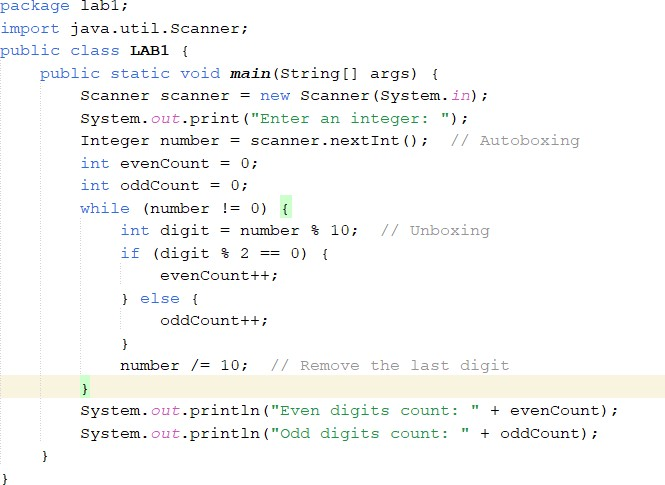 package lab1;
import java.util.Scanner;
public class LAB1 {
    public static void main(String[] args) {
        Scanner scanner = new Scanner(System.in);
        System.out.print("Enter an integer: ");
        Integer number = scanner.nextInt();  // Autoboxing
        int evenCount = 0;
        int oddCount = 0;
        while (number != 0) {
            int digit = number % 10;  // Unboxing
            if (digit % 2 == 0) {
                evenCount++;
            } else {
                oddCount++;
            }
            number /= 10;  // Remove the last digit
        }
        System.out.println("Even digits count: " + evenCount);
        System.out.println("Odd digits count: " + oddCount);
    }
}